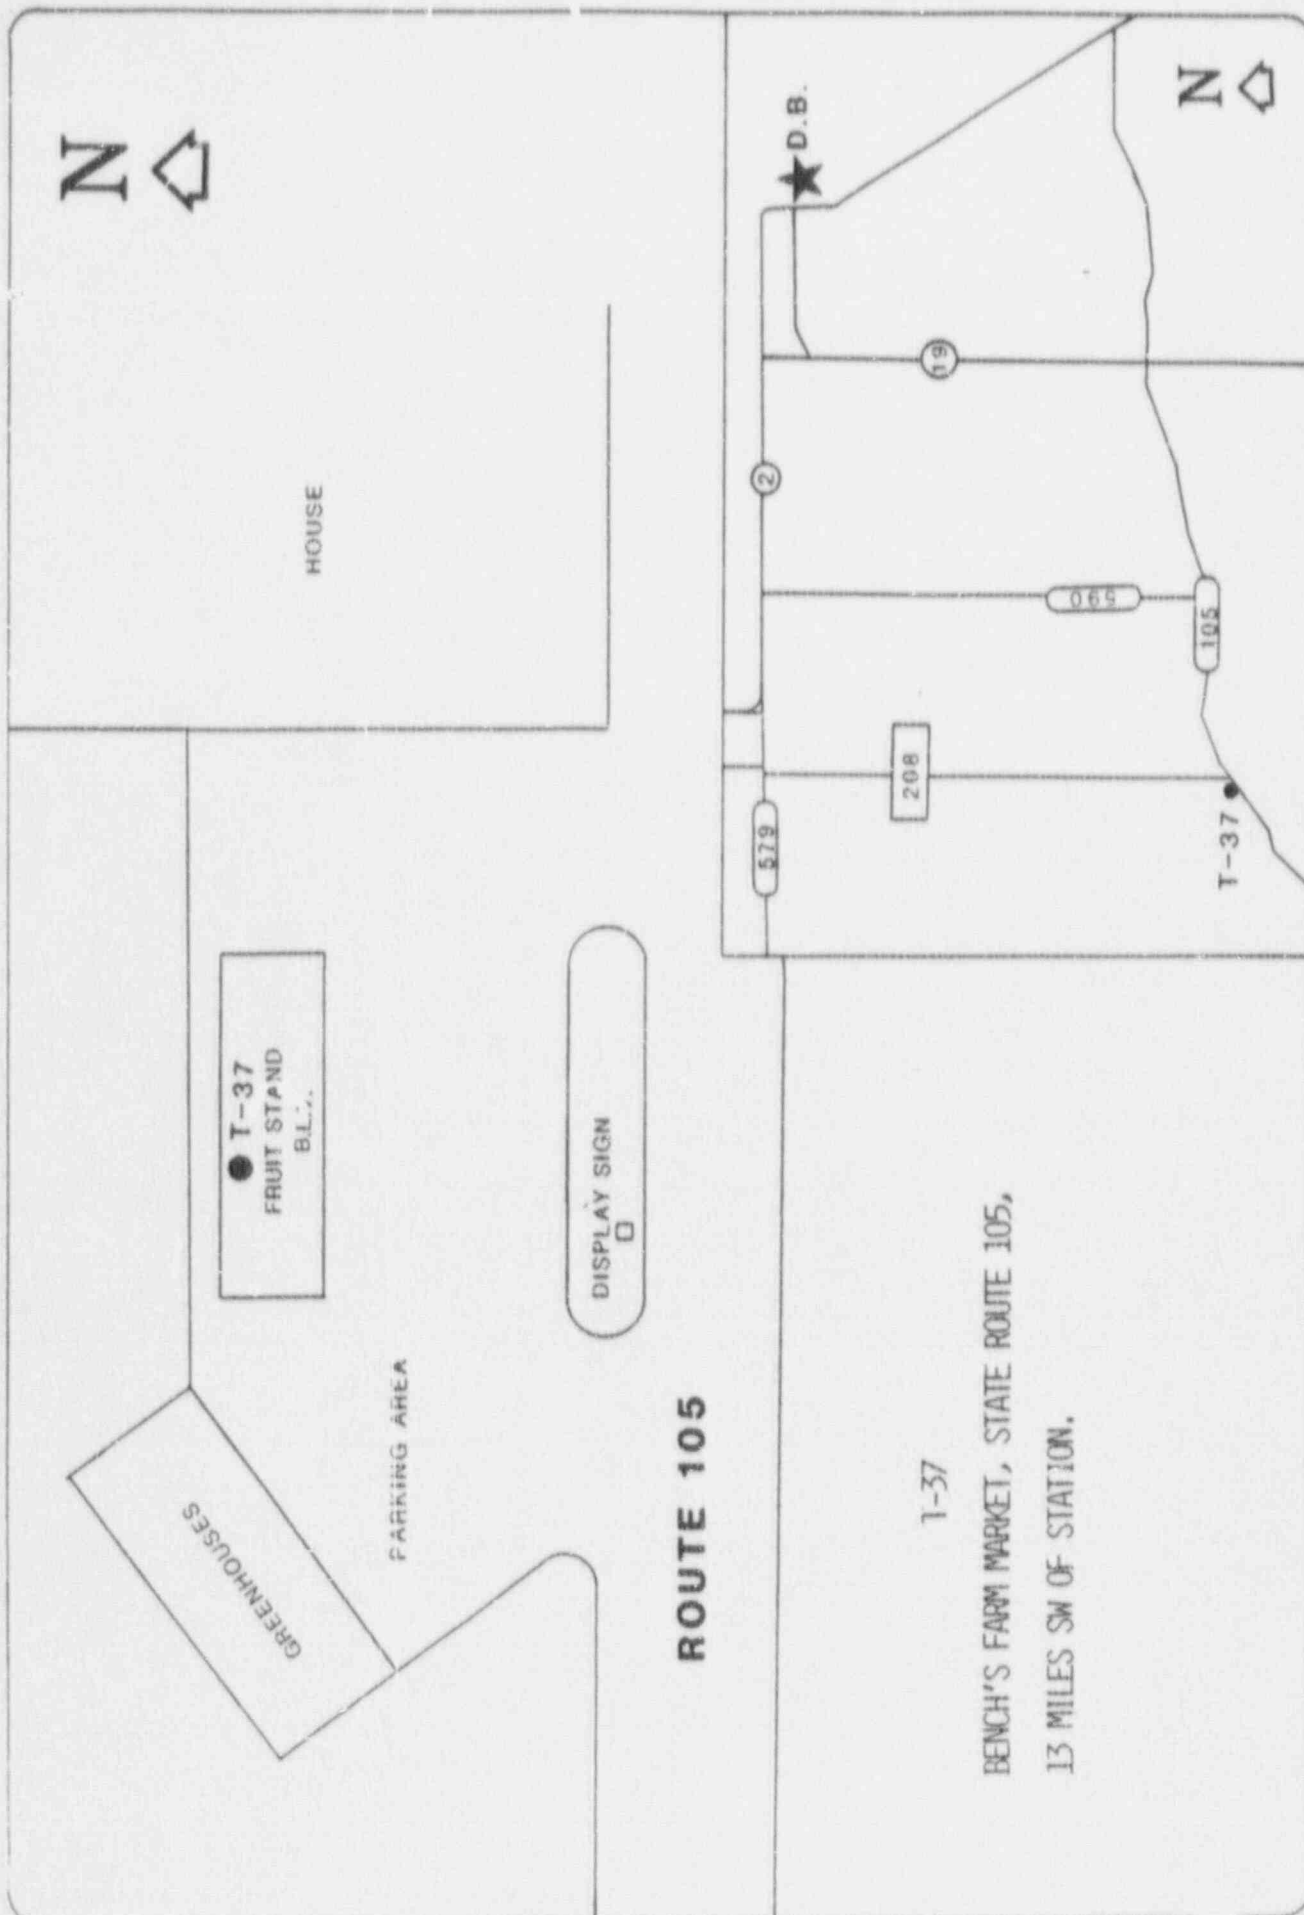 N
HOUSE
● T-37
FRUIT STAND
GREENHOUSES
PARKING AREA
DISPLAY SIGN
ROUTE 105
T-37
BENCH'S FARM MARKET, STATE ROUTE 105,
13 MILES SW OF STATION.
N
D.B.
2
19
579
208
590
105
T-37